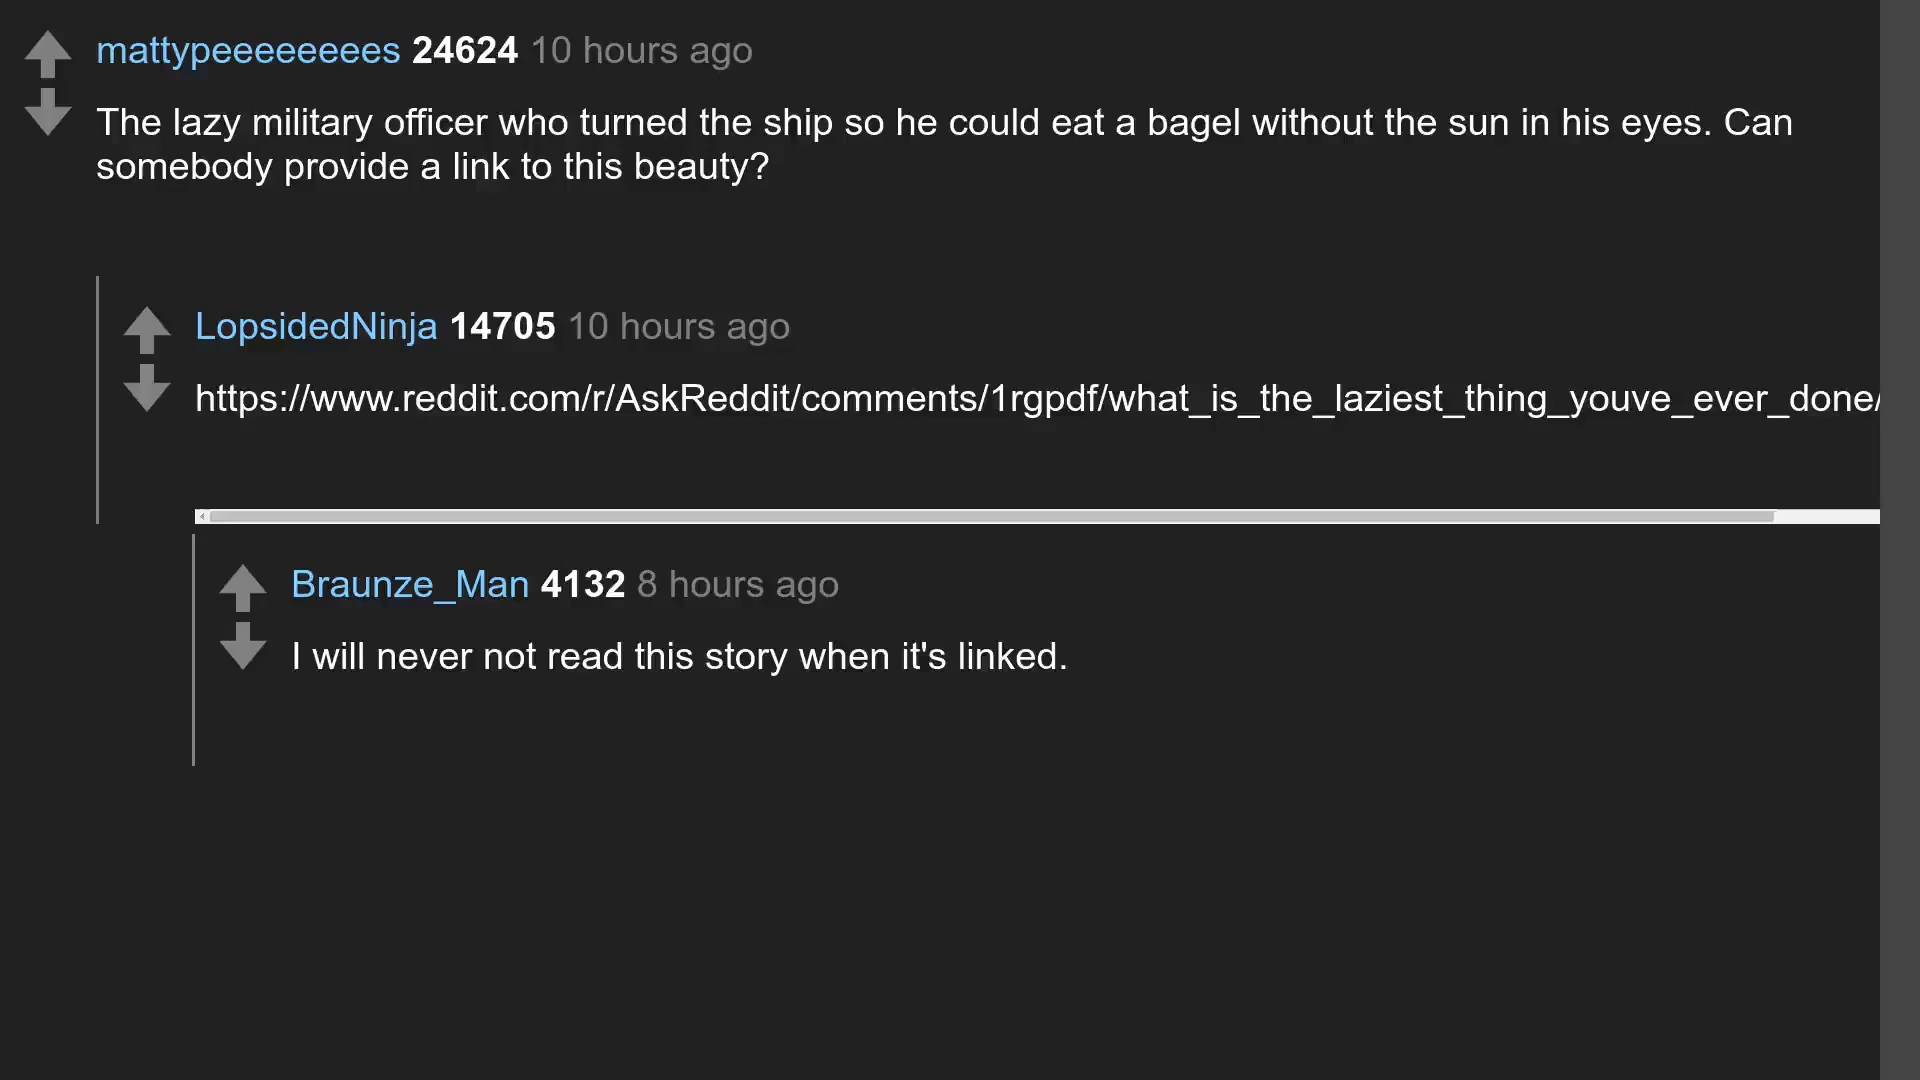 mattypeeeeeeees 24624 10 hours ago
The lazy military officer who turned the ship so he could eat a bagel without the sun in his eyes. Can
somebody provide a link to this beauty?
LopsidedNinja 14705 10 hours ago
https://www.reddit.com/r/AskReddit/comments/1rgpdf/what_is_the_laziest_thing_youve_ever_done/
Braunze_Man 4132 8 hours ago
I will never not read this story when it's linked.